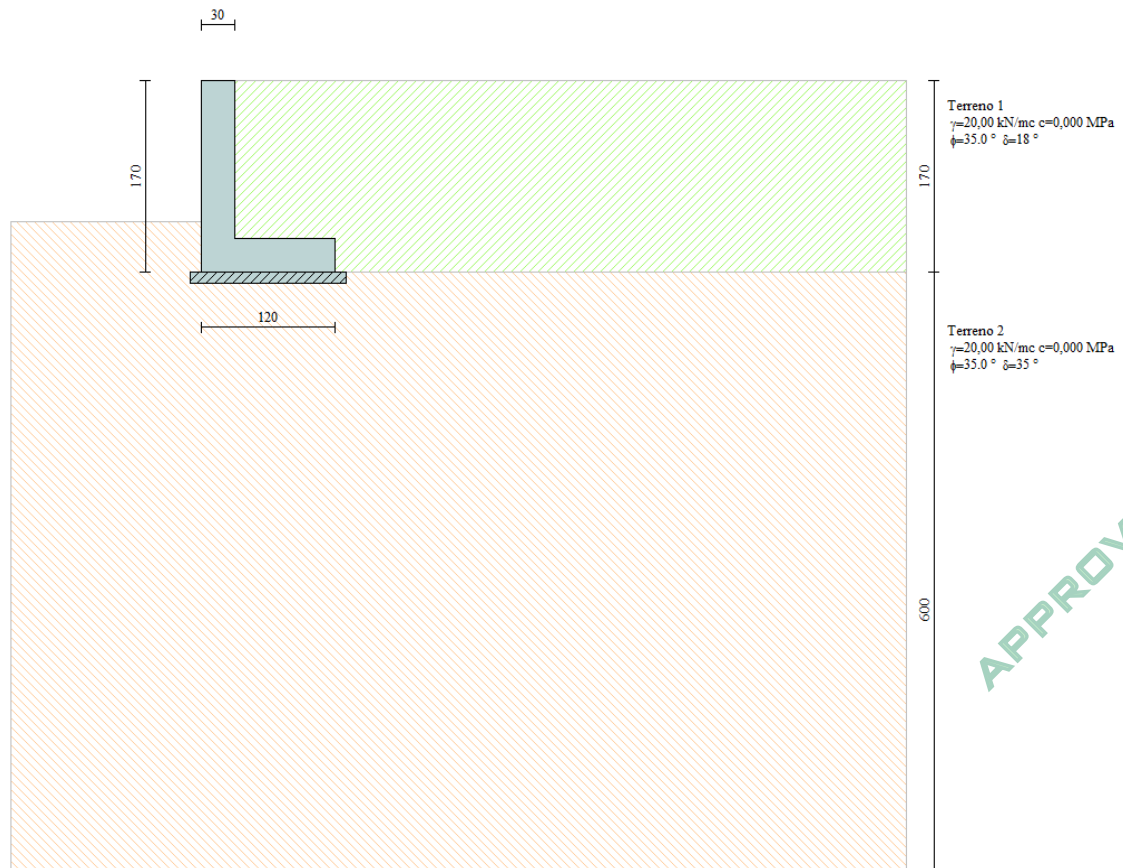 30
170
170
Terreno 1
γ=20,00 kN/mc c=0,000 MPa
ϕ=35.0 ° δ=18 °
120
Terreno 2
γ=20,00 kN/mc c=0,000 MPa
ϕ=35.0 ° δ=35 °
600